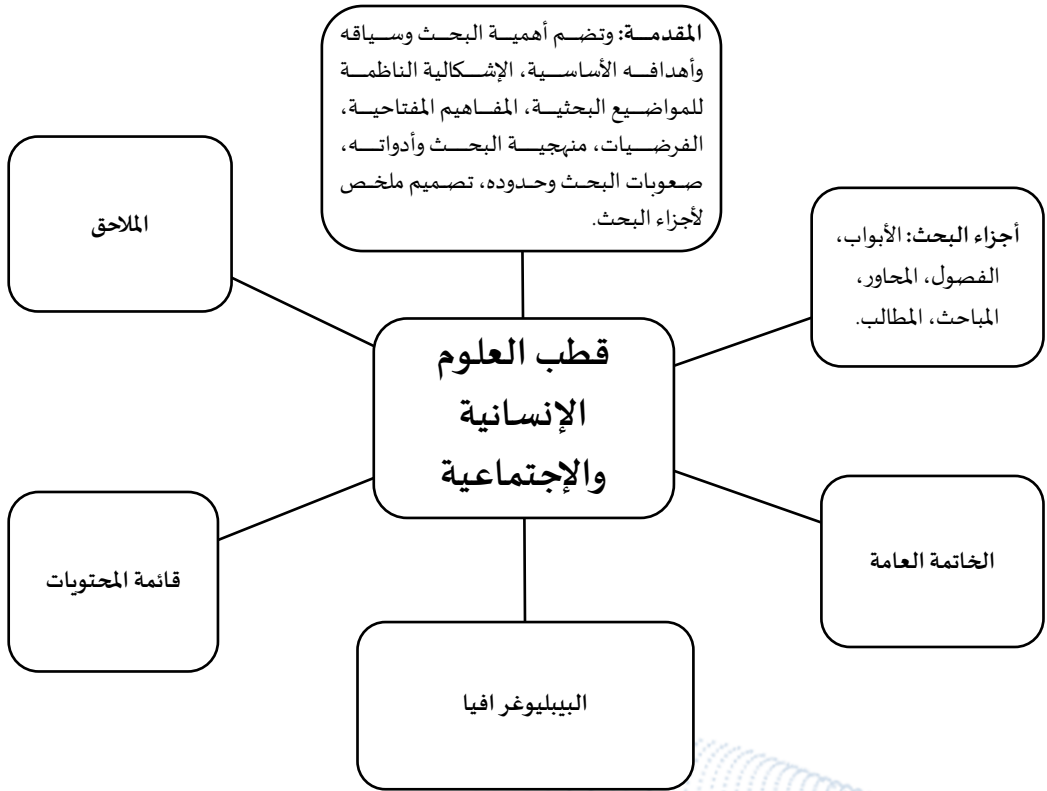 المقدمة: وتضم أهمية البحث وسياقه
وأهدافه الأساسية، الإشكالية الناظمة
للمواضيع البحثية، المفاهيم المفتاحية،
الفرضيات، منهجية البحث وأدواته،
صعوبات البحث وحدوده، تصميم ملخص
لأجزاء البحث.
أجزاء البحث: الأبواب،
الفصول، المحاور،
المباحث، المطالب.
الملاحق
قطب العلوم
الإنسانية
والإجتماعية
الخاتمة العامة
قائمة المحتويات
البيبليوغرافيا